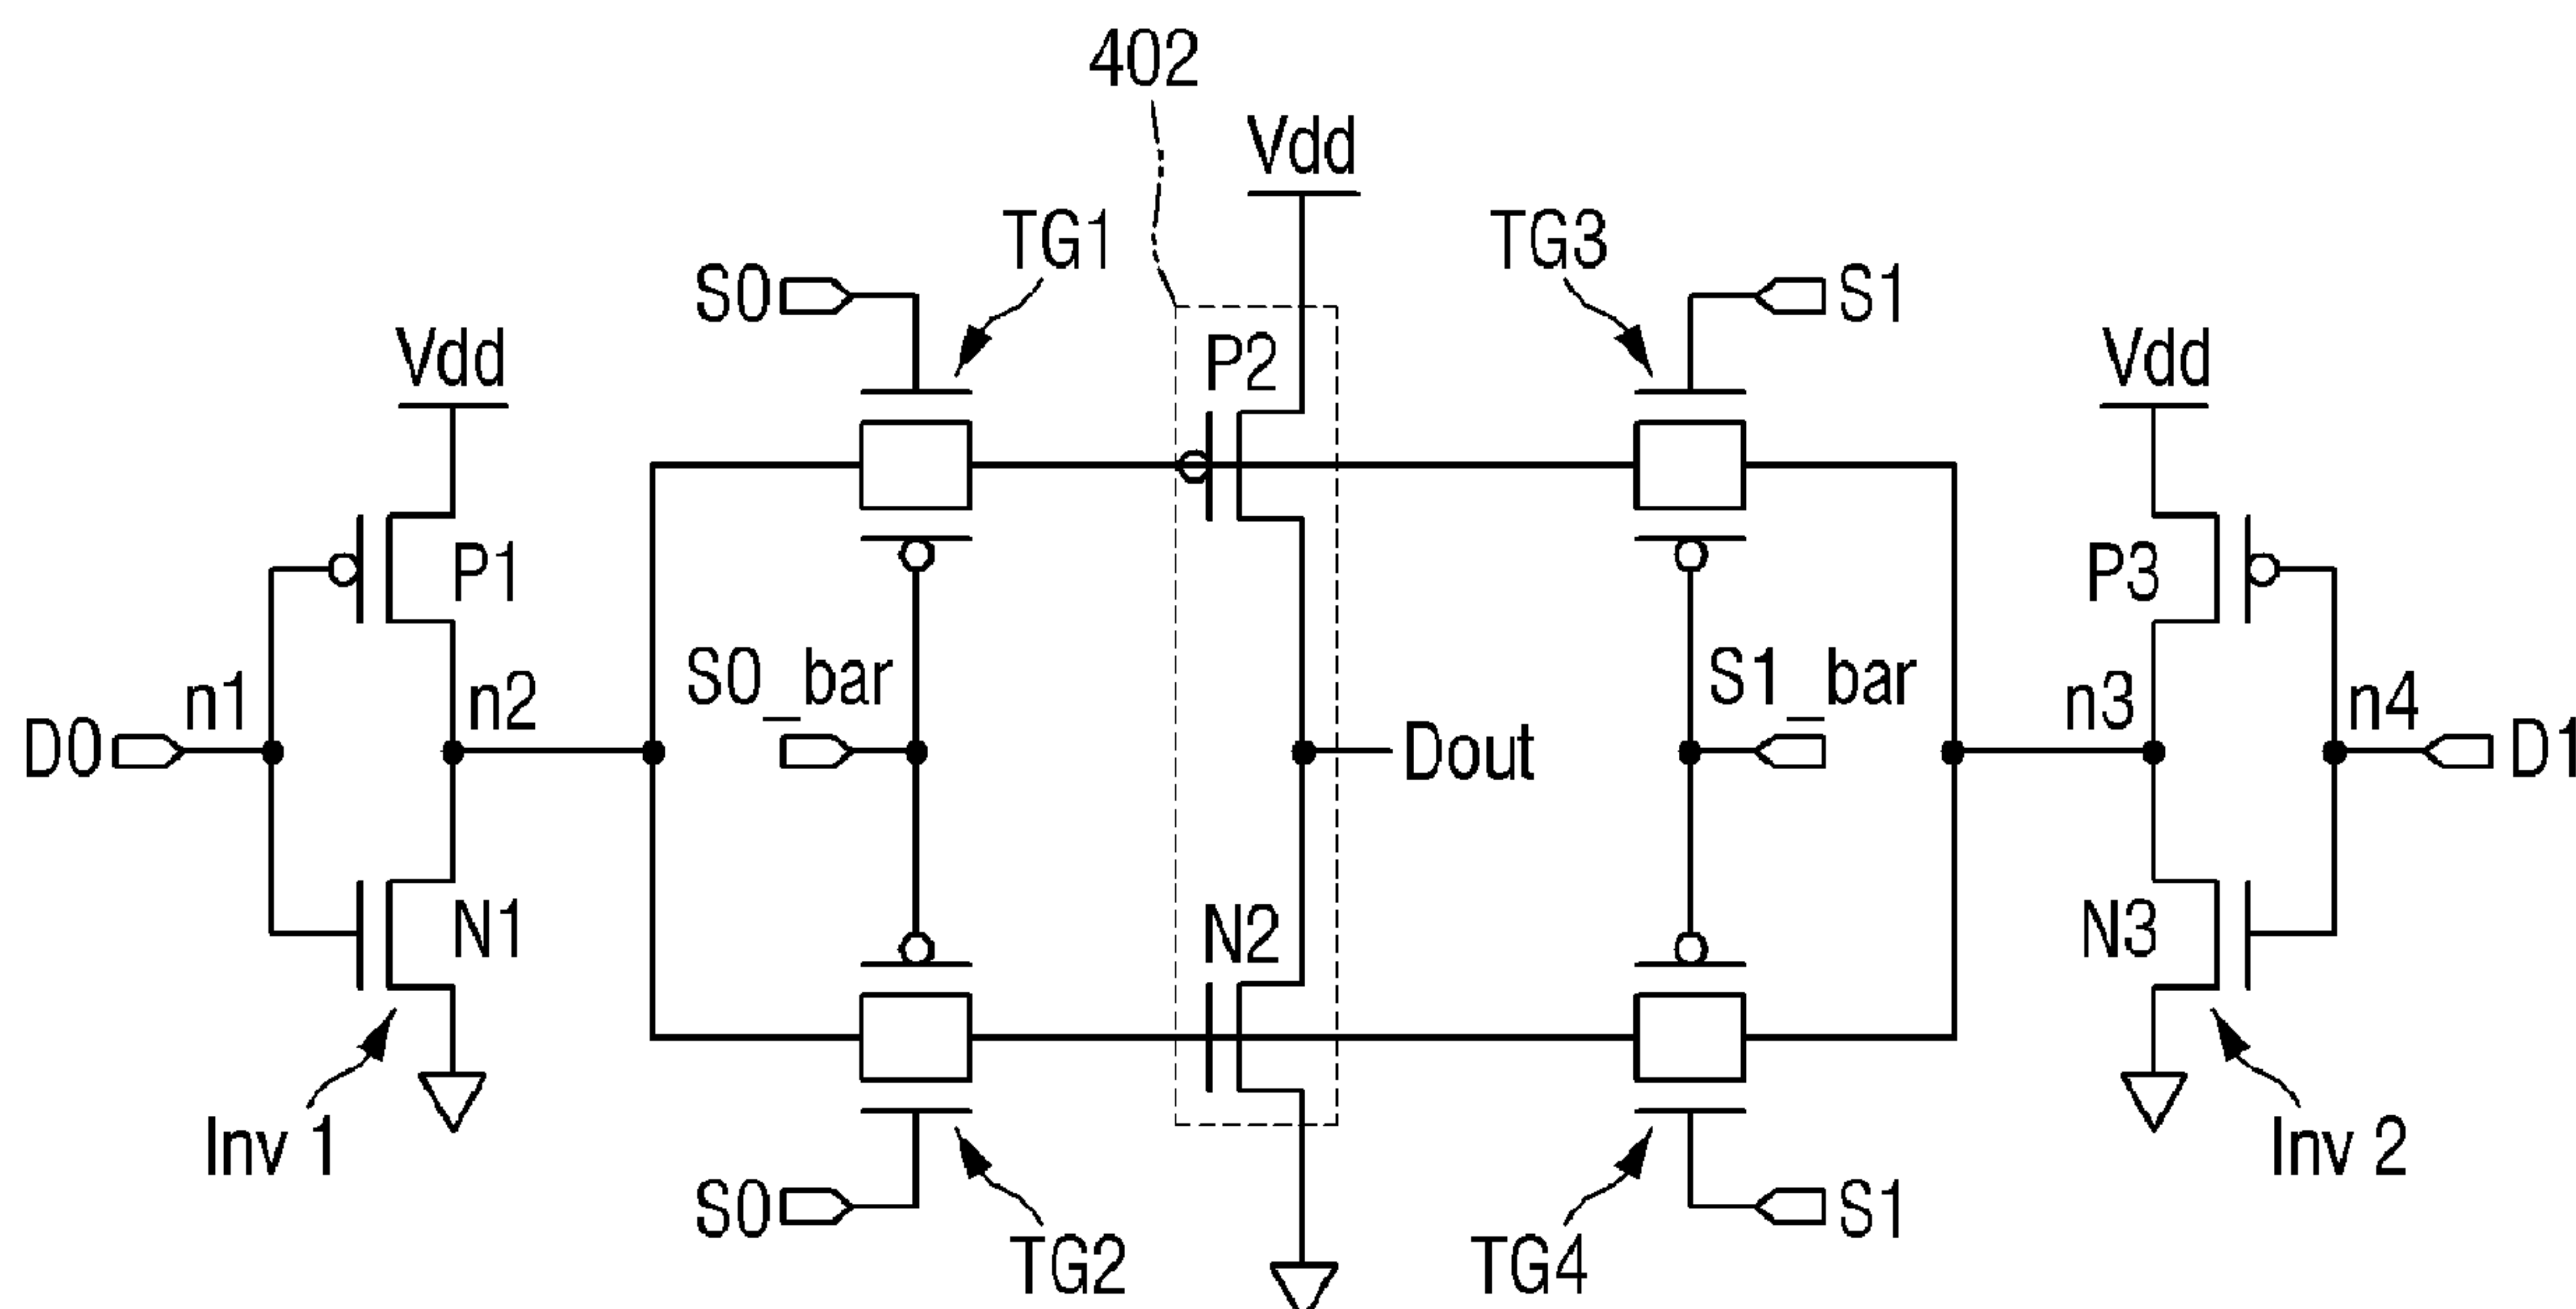 402
Vdd
TG1
TG3
S0
S1
Vdd
P2
Vdd
P1
P3
S0_bar
S1_bar
n1
n2
n3
n4
D0
Dout
D1
N1
N2
N3
Inv 1
Inv 2
S0
S1
TG2
TG4